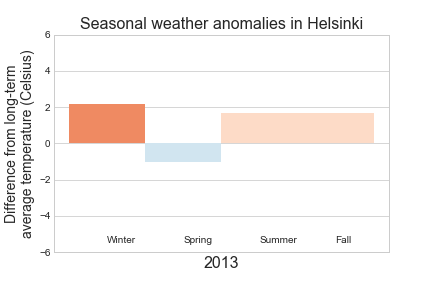 Seasonal weather anomalies in Helsinki
Difference from long-term
average temperature (Celsius)
6
4
2
0
−2
−4
−6
Winter Spring Summer Fall
2013